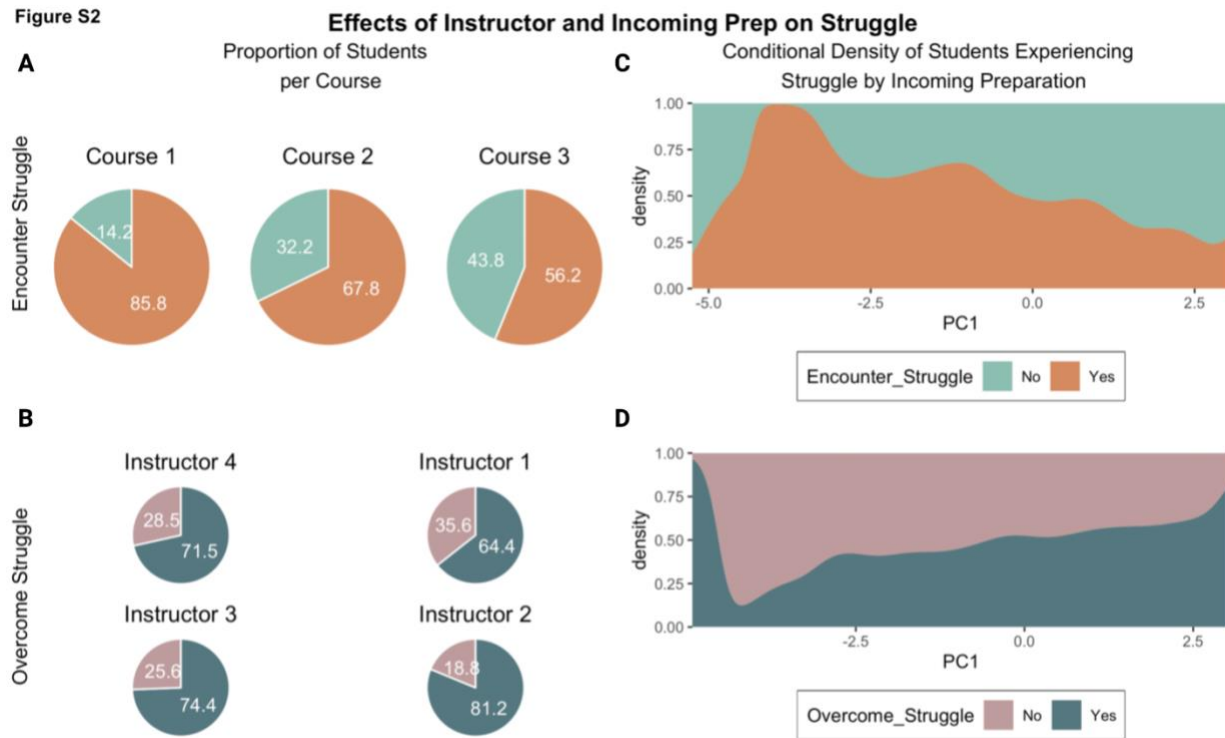 Figure S2
Effects of Instructor and Incoming Prep on Struggle
A
Proportion of Students
per Course
Encounter Struggle
Course 1
Course 2
Course 3
14.2
85.8
32.2
67.8
43.8
56.2
C
Conditional Density of Students Experiencing
Struggle by Incoming Preparation
density
1.00
0.75
0.50
0.25
0.00
-5.0
-2.5
0.0
2.5
PC1
Encounter_Struggle
No
Yes
B
Overcome Struggle
Instructor 4
Instructor 1
28.5
71.5
35.6
64.4
Instructor 3
Instructor 2
25.6
74.4
18.8
81.2
D
density
1.00
0.75
0.50
0.25
0.00
-2.5
0.0
2.5
PC1
Overcome_Struggle
No
Yes